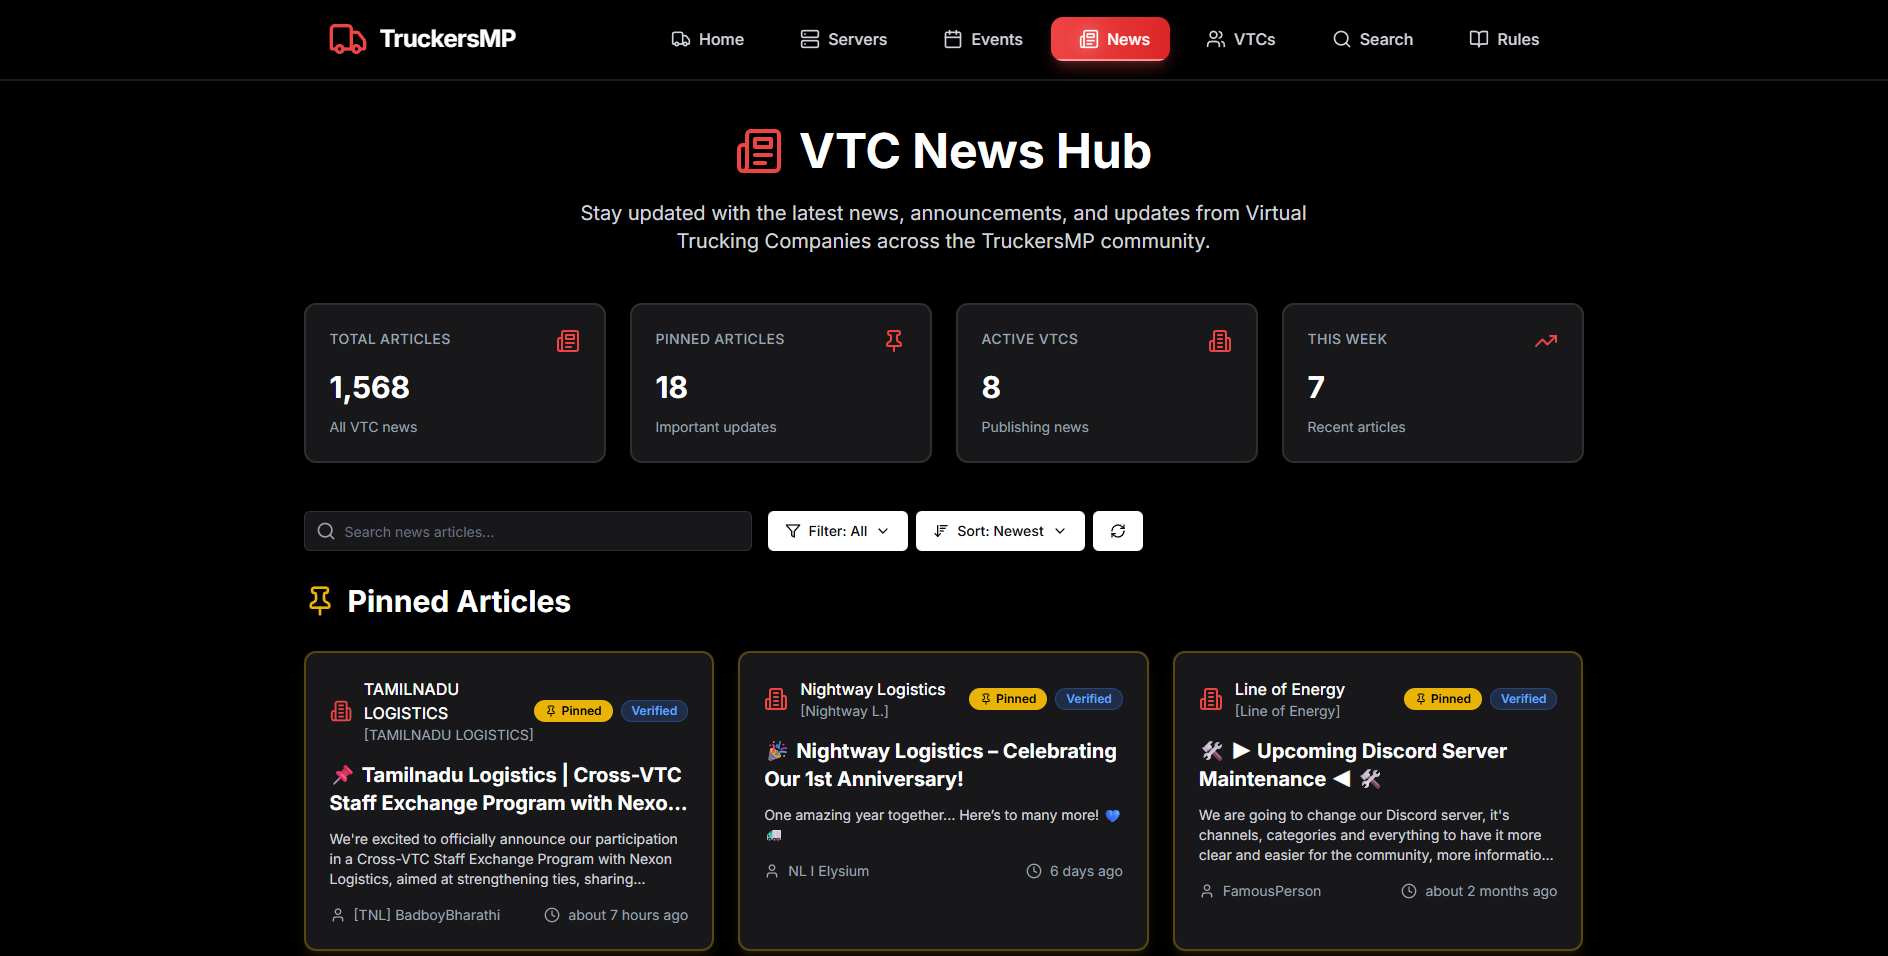 TruckersMP
Home
Servers
Events
News
VTCs
Search
Rules
VTC News Hub
Stay updated with the latest news, announcements, and updates from Virtual
Trucking Companies across the TruckersMP community.
TOTAL ARTICLES
1,568
All VTC news
PINNED ARTICLES
18
Important updates
ACTIVE VTCS
8
Publishing news
THIS WEEK
7
Recent articles
Search news articles...
Filter: All
Sort: Newest
Pinned Articles
TAMILNADU
LOGISTICS
[TAMILNADU LOGISTICS]
Pinned
Verified
📌 Tamilnadu Logistics | Cross-VTC
Staff Exchange Program with Nexo...
We're excited to officially announce our participation
in a Cross-VTC Staff Exchange Program with Nexon
Logistics, aimed at strengthening ties, sharing...
[TNL] BadboyBharathi
about 7 hours ago
Nightway Logistics
[Nightway L.]
Pinned
Verified
🎉 Nightway Logistics – Celebrating
Our 1st Anniversary!
One amazing year together... Here's to many more! 💙
🚛
NL I Elysium
6 days ago
Line of Energy
[Line of Energy]
Pinned
Verified
🛠 ▶ Upcoming Discord Server
Maintenance ◀ 🛠
We are going to change our Discord server, it's
channels, categories and everything to have it more
clear and easier for the community, more informatio...
FamousPerson
about 2 months ago